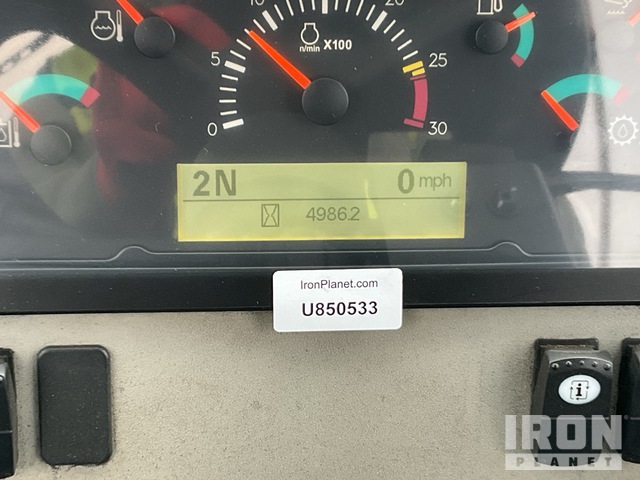 10
20
n/min X100
5
25
0
30
2N 0 mph
4986.2
IronPlanet.com
U850533
i
IRON
PLANET